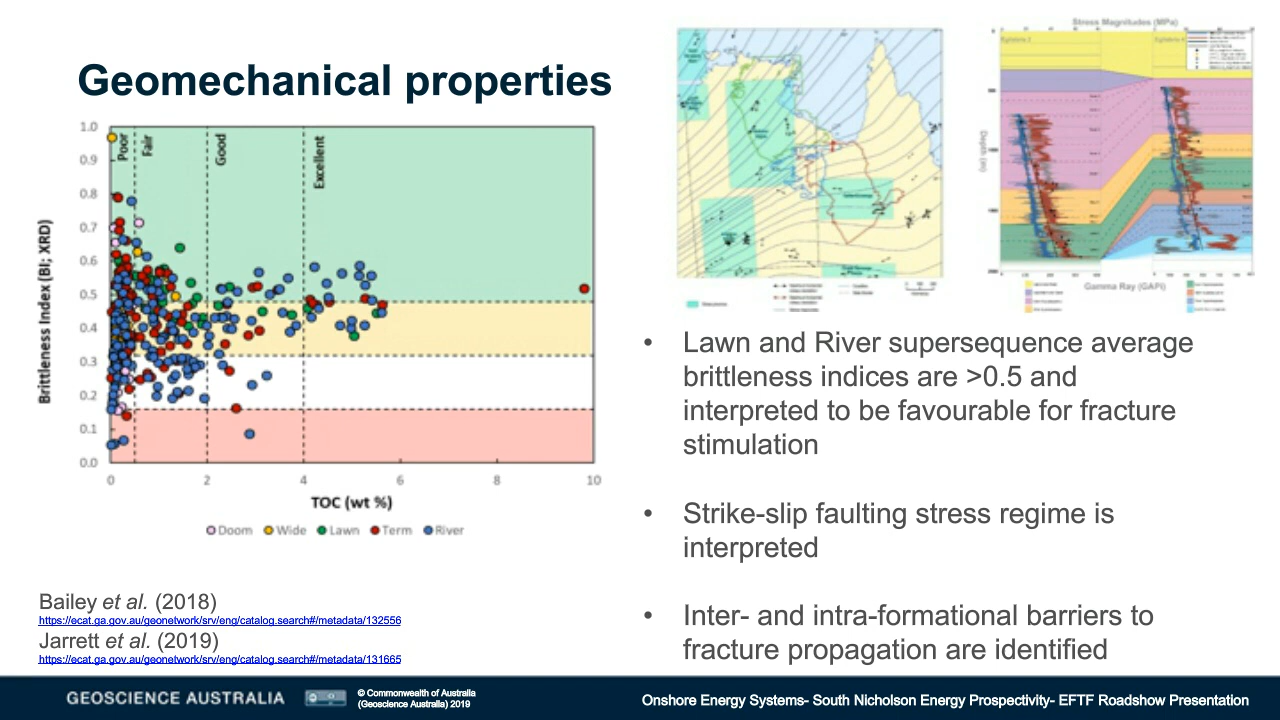 Geomechanical properties
1.0
0.9
0.8
0.7
0.6
0.5
0.4
0.3
0.2
0.1
0.0
Brittleness Index (BI; XRD)
Poor
Fair
Good
Excellent
0 2 4 6 8 10
TOC (wt %)
Doom Wide Lawn Term River
Stress Magnitudes (MPa)
Depth (m)
Gamma Ray (GAPI)
• Lawn and River supersequence average
brittleness indices are >0.5 and
interpreted to be favourable for fracture
stimulation
• Strike-slip faulting stress regime is
interpreted
• Inter- and intra-formational barriers to
fracture propagation are identified
Bailey et al. (2018)
https://ecat.ga.gov.au/geonetwork/srv/eng/catalog.search#/metadata/132556
Jarrett et al. (2019)
https://ecat.ga.gov.au/geonetwork/srv/eng/catalog.search#/metadata/131665
GEOSCIENCE AUSTRALIA
© Commonwealth of Australia
(Geoscience Australia) 2019
Onshore Energy Systems- South Nicholson Energy Prospectivity- EFTF Roadshow Presentation